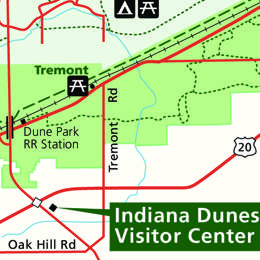 Tremont
Dune Park
RR Station
Tremont Rd
20
Indiana Dunes
Visitor Center
Oak Hill Rd